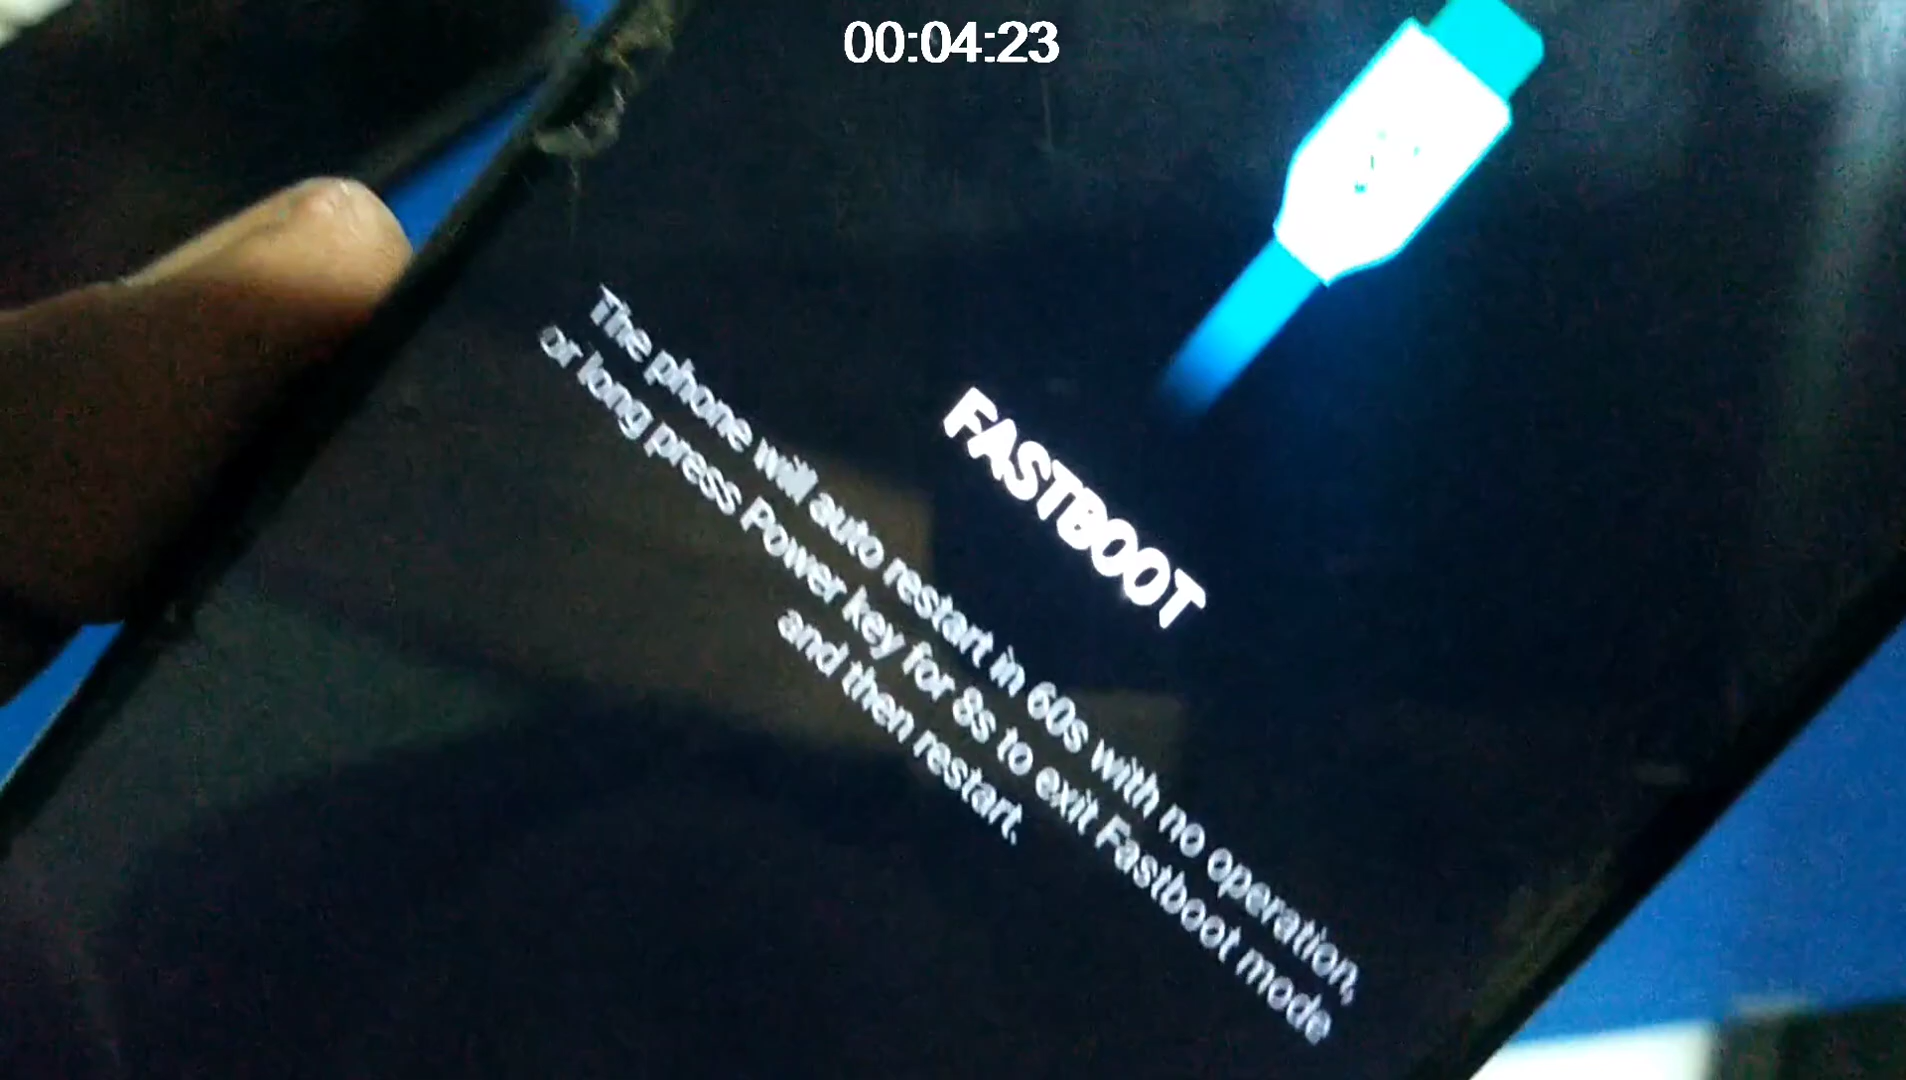 00:04:23
FASTBOOT
The phone will auto restart in 60s with no operation,
or long press Power key for 8s to exit Fastboot mode
and then restart.